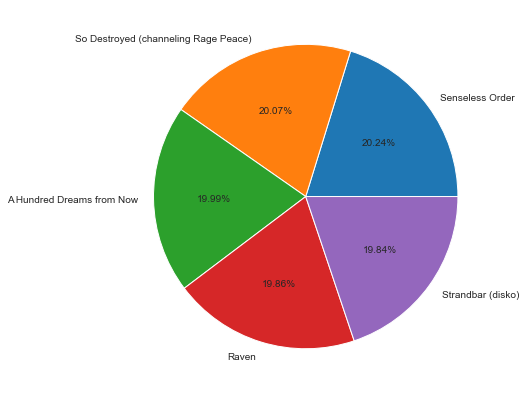 So Destroyed (channeling Rage Peace)
Senseless Order
20.07%
20.24%
A Hundred Dreams from Now
19.99%
19.84%
19.86%
Strandbar (disko)
Raven